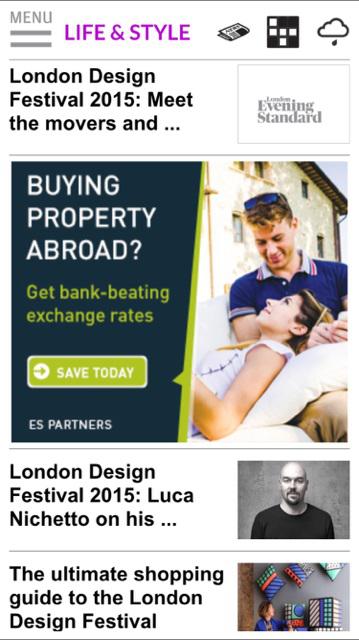 MENU
LIFE & STYLE
London Design
Festival 2015: Meet
the movers and ...
London
Evening
Standard
BUYING
PROPERTY
ABROAD?
Get bank-beating
exchange rates
SAVE TODAY
ES PARTNERS
London Design
Festival 2015: Luca
Nichetto on his ...
The ultimate shopping
guide to the London
Design Festival